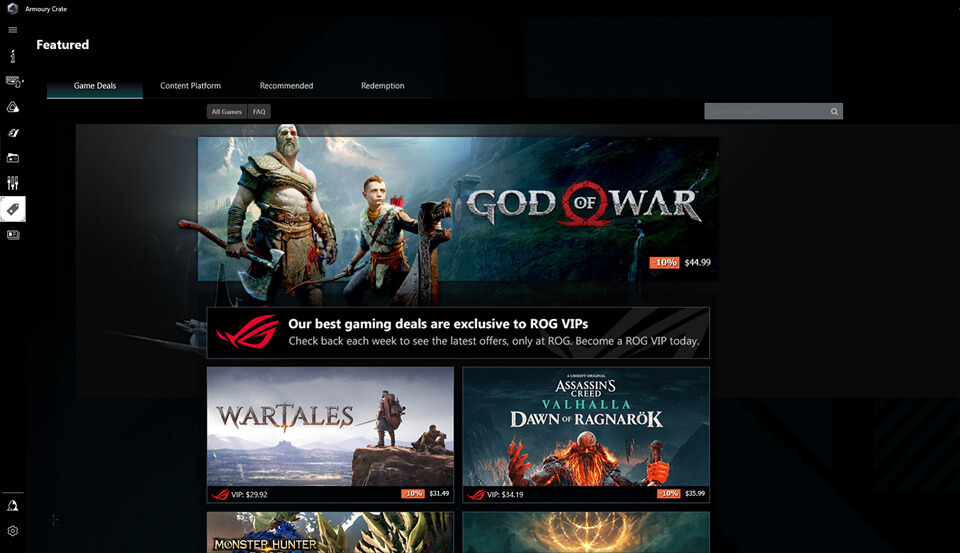 Armoury Crate
Featured
Game Deals
Content Platform
Recommended
Redemption
All Games
FAQ
GOD OF WAR
-10% $44.99
Our best gaming deals are exclusive to ROG VIPs
Check back each week to see the latest offers, only at ROG. Become a ROG VIP today.
WARTALES
VIP: $29.92
-10% $31.49
A UBISOFT ORIGINAL
ASSASSIN'S
CREED
VALHALLA
DAWN OF RAGNARÖK
VIP: $34.19
-10% $35.99
MONSTER HUNTER